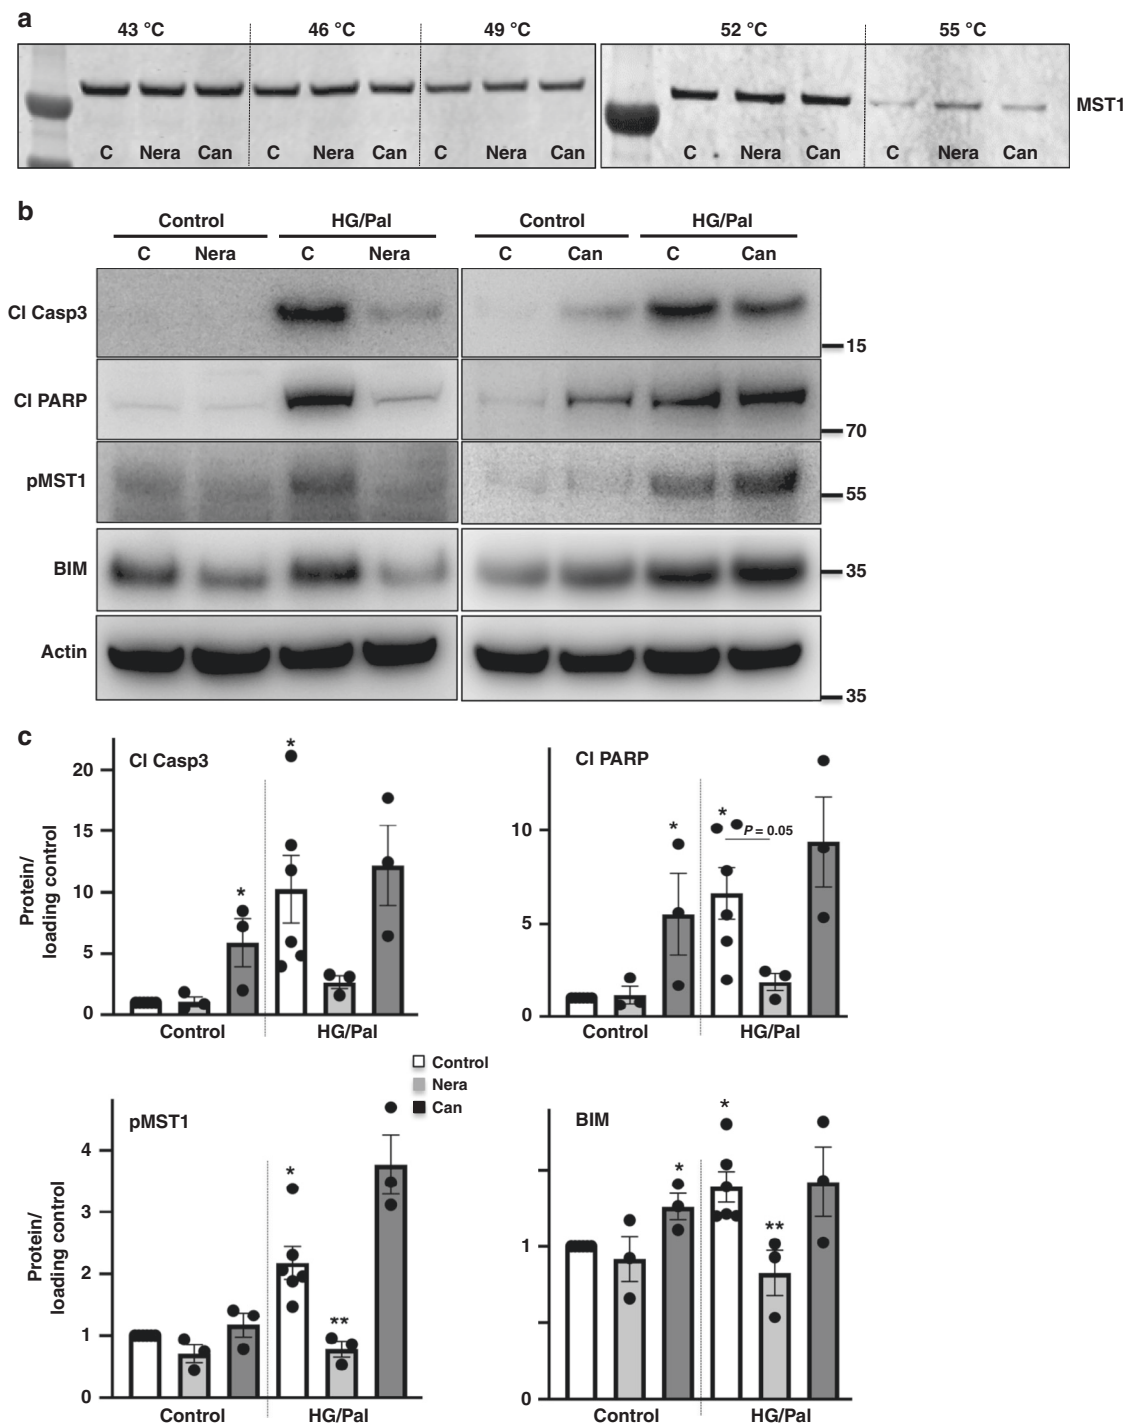 a
43 °C 46 °C 49 °C 52 °C 55 °C
MST1
C Nera Can C Nera Can C Nera Can C Nera Can C Nera Can
b
Control HG/Pal Control HG/Pal
C Nera C Nera C Can C Can
Cl Casp3
15
Cl PARP
70
pMST1
55
BIM
35
Actin
35
c
Cl Casp3
Protein/
loading control
20
15
10
5
0
*
*
Control HG/Pal
Cl PARP
10
5
0
*
*
P = 0.05
Control HG/Pal
Control
Nera
Can
pMST1
Protein/
loading control
4
3
2
1
0
*
**
Control HG/Pal
BIM
1
0
*
*
**
Control HG/Pal